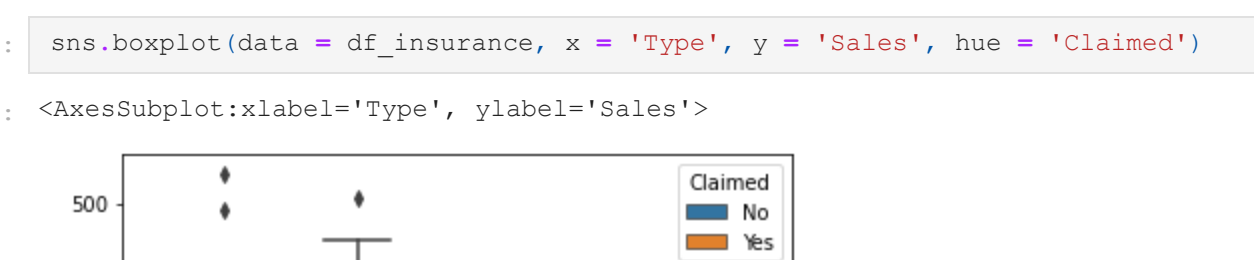 : sns.boxplot(data = df_insurance, x = 'Type', y = 'Sales', hue = 'Claimed')
: <AxesSubplot:xlabel='Type', ylabel='Sales'>
Claimed
500
No
Yes